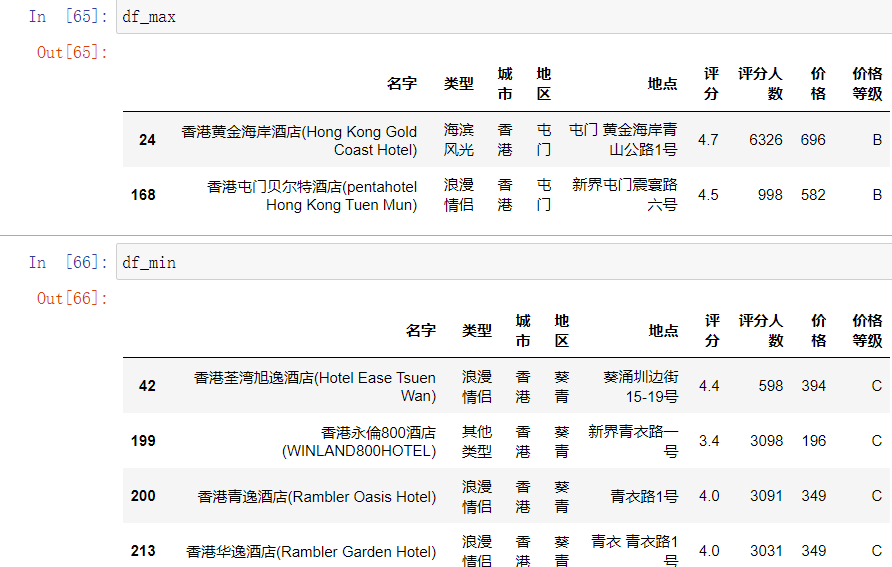 In [65]: df_max
Out[65]:
名字 类型 城市 地区 地点 评分 评分人数 价格 价格等级
24 香港黄金海岸酒店(Hong Kong Gold Coast Hotel) 海滨风光 香港 屯门 屯门 黄金海岸青山公路1号 4.7 6326 696 B
168 香港屯门贝尔特酒店(pentahotel Hong Kong Tuen Mun) 浪漫情侣 香港 屯门 新界屯门震寰路六号 4.5 998 582 B
In [66]: df_min
Out[66]:
名字 类型 城市 地区 地点 评分 评分人数 价格 价格等级
42 香港荃湾旭逸酒店(Hotel Ease Tsuen Wan) 浪漫情侣 香港 葵青 葵涌圳边街15-19号 4.4 598 394 C
199 香港永倫800酒店(WINLAND800HOTEL) 其他类型 香港 葵青 新界青衣路一号 3.4 3098 196 C
200 香港青逸酒店(Rambler Oasis Hotel) 浪漫情侣 香港 葵青 青衣路1号 4.0 3091 349 C
213 香港华逸酒店(Rambler Garden Hotel) 浪漫情侣 香港 葵青 青衣 青衣路1号 4.0 3031 349 C